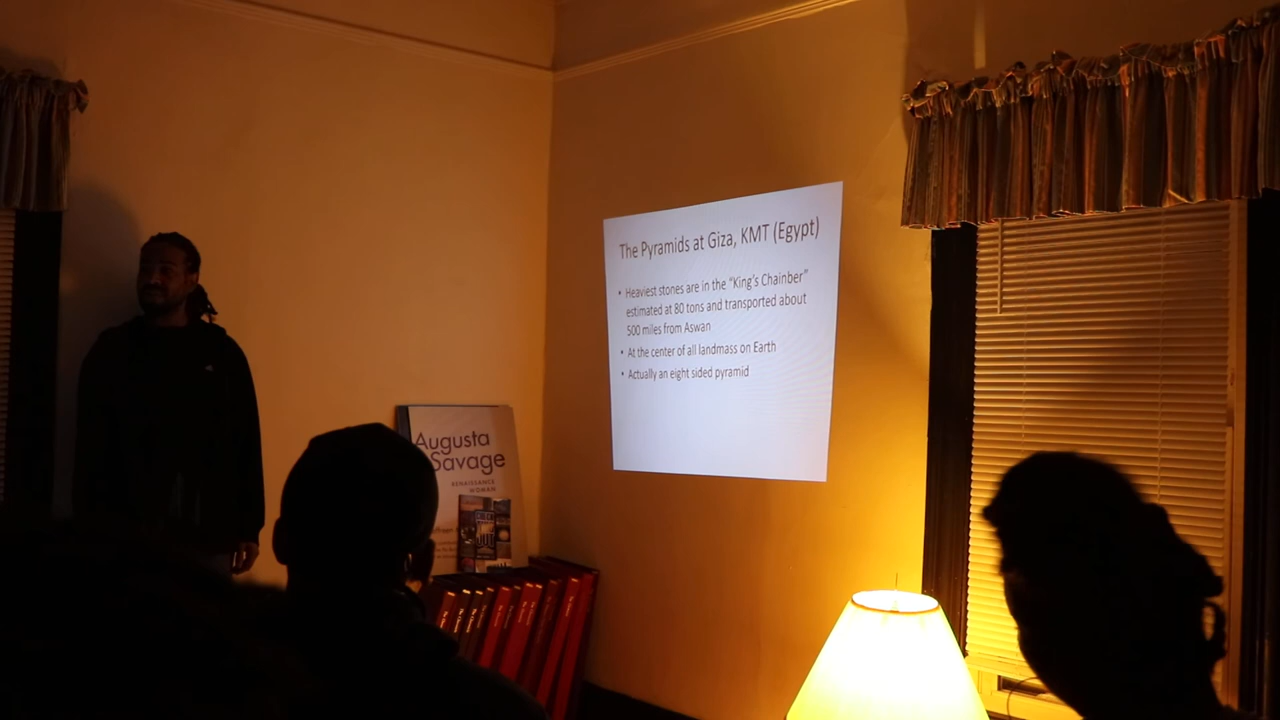 The Pyramids at Giza, KMT (Egypt)
• Heaviest stones are in the "King's Chainber"
estimated at 80 tons and transported about
500 miles from Aswan
• At the center of all landmass on Earth
• Actually an eight sided pyramid
Augusta
Savage
RENAISSANCE
WOMAN